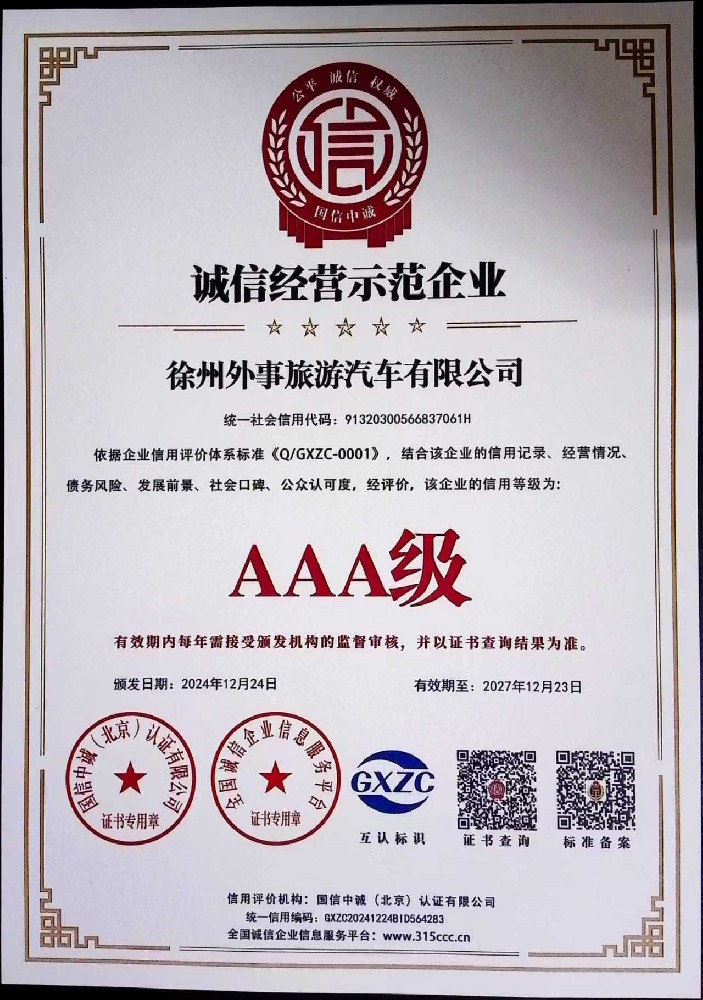 公平 诚信 权威
信
国信中诚
诚信经营示范企业
徐州外事旅游汽车有限公司
统一社会信用代码：91320300566837061H
依据企业信用评价体系标准《Q/GXZC-0001》，结合该企业的信用记录、经营情况、
债务风险、发展前景、社会口碑、公众认可度，经评价，该企业的信用等级为：
AAA级
有效期内每年需接受颁发机构的监督审核，并以证书查询结果为准。
颁发日期：2024年12月24日 有效期至：2027年12月23日
国信中诚（北京）认证有限公司
证书专用章
全国诚信企业信息服务平台
证书专用章
GXZC
互认标识 证书查询 标准备案
信用评价机构：国信中诚（北京）认证有限公司
统一信用编码：GXZC20241224BID564283
全国诚信企业信息服务平台：www.315ccc.cn